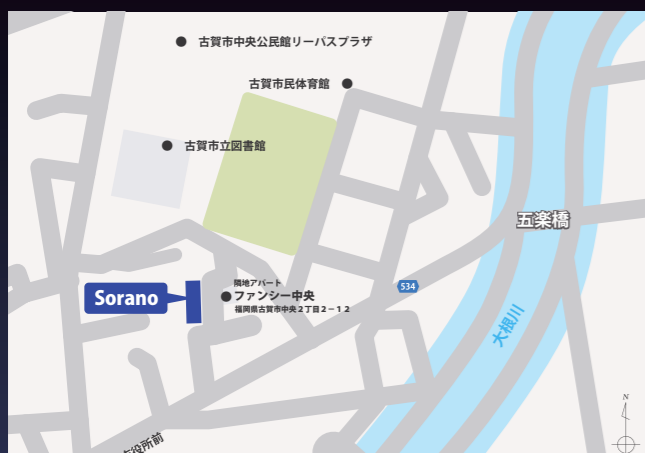 古賀市中央公民館リーパスプラザ
古賀市民体育館
古賀市立図書館
五楽橋
隣地アパート
Sorano
ファンシー中央
福岡県古賀市中央2丁目2-12
534
大根川
役所前
N